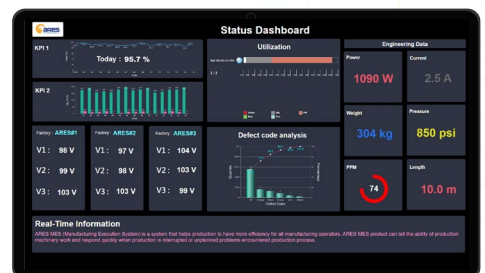 ares
Status Dashboard
KPI 1
Today : 95.7 %
Utilization
Engineering Data
Power
Current
1090 W
2.5 A
KPI 2
Weight
Pressure
304 kg
850 psi
Factory : ARES#1
Factory : ARES#2
Factory : ARES#3
V1 : 98 V
V1 : 97 V
V1 : 104 V
V2 : 99 V
V2 : 98 V
V2 : 103 V
V3 : 103 V
V3 : 103 V
V3 : 99 V
Defect code analysis
Quantity
Percentage
Defect Code
PPM
Length
74
10.0 m
Real-Time Information
ARES MES (Manufacturing Execution System) is a system that helps production to have more efficiency for all manufacturing operators. ARES MES product can tell the ability of production
machinery work and respond quickly when production is interrupted or unplanned problems encountered production process.